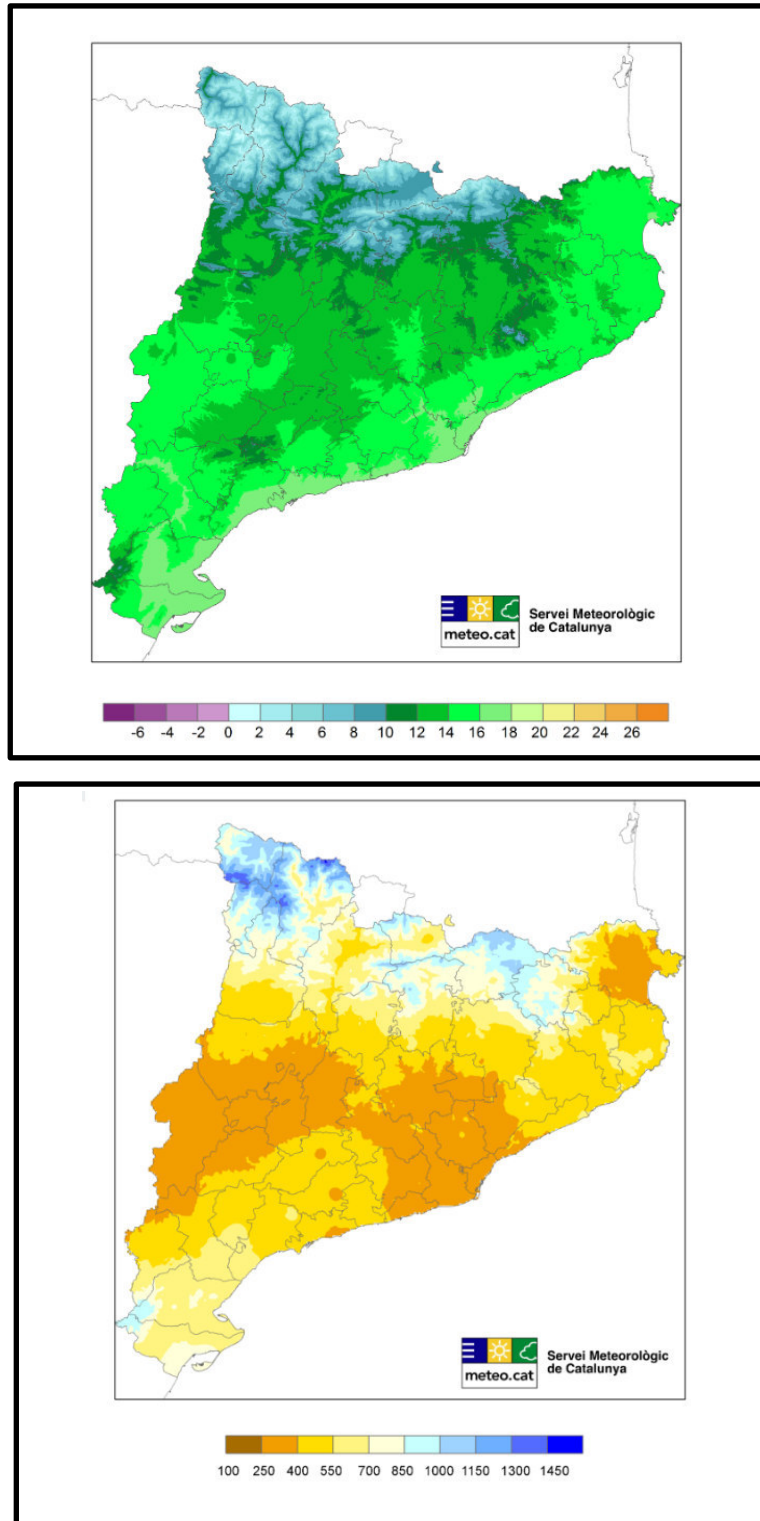 meteo.cat
Servei Meteorològic
de Catalunya
-6 -4 -2 0 2 4 6 8 10 12 14 16 18 20 22 24 26
meteo.cat
Servei Meteorològic
de Catalunya
100 250 400 550 700 850 1000 1150 1300 1450